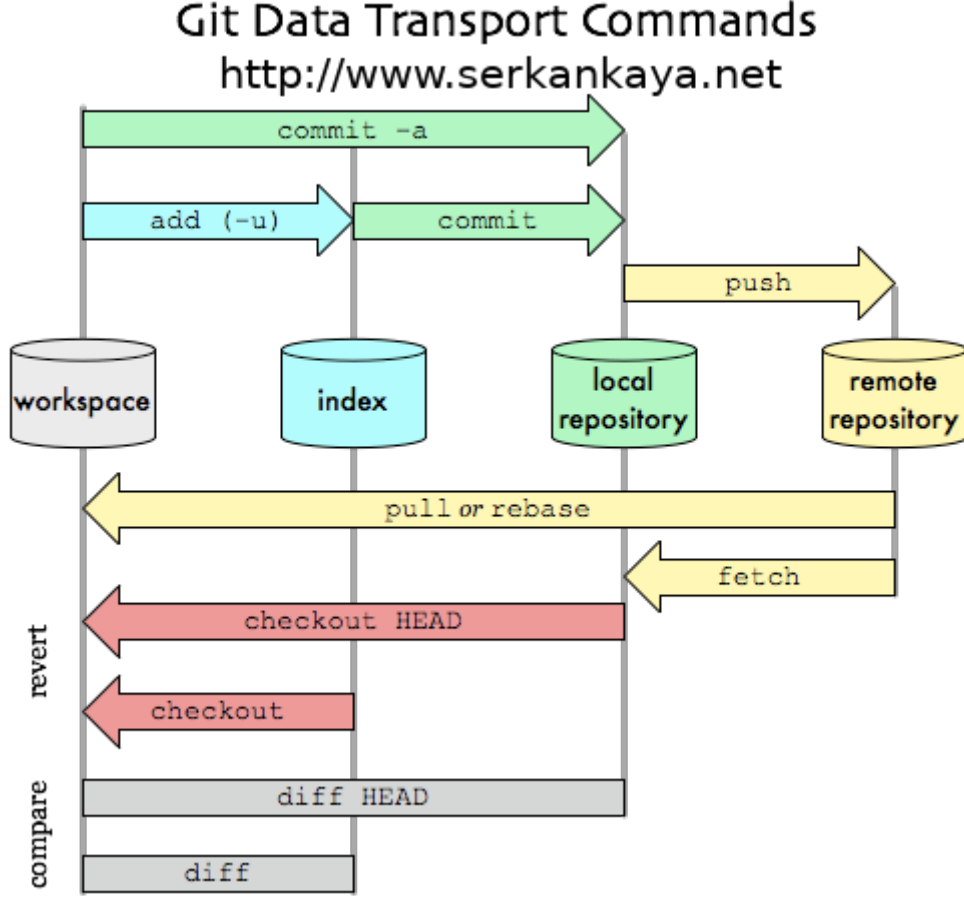 Git Data Transport Commands
http://www.serkankaya.net
commit -a
add (-u)
commit
push
workspace
index
local
repository
remote
repository
pull or rebase
fetch
revert
checkout HEAD
checkout
compare
diff HEAD
diff